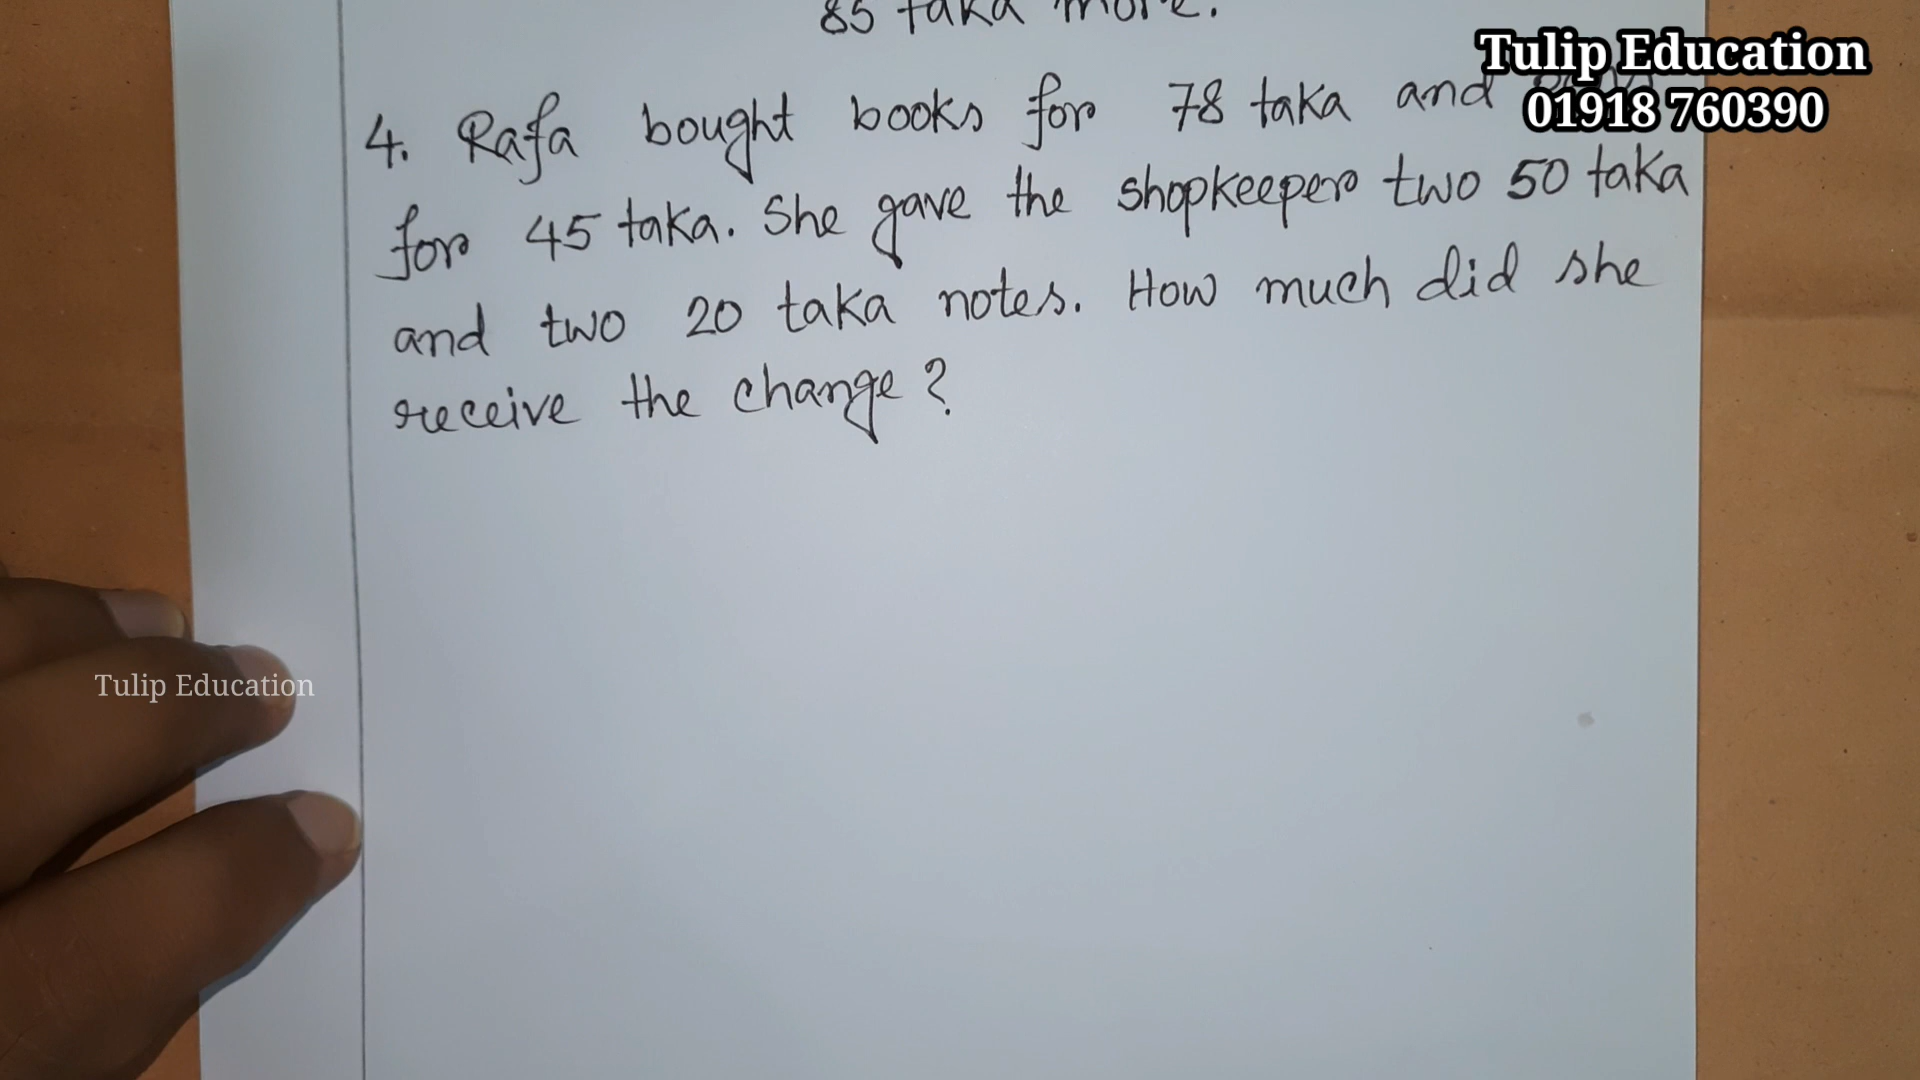 85 taka more.
Tulip Education
01918 760390
4. Rafa bought books for 78 taka and
for 45 taka. She gave the shopkeeper two 50 taka
and two 20 taka notes. How much did she
receive the change?
Tulip Education